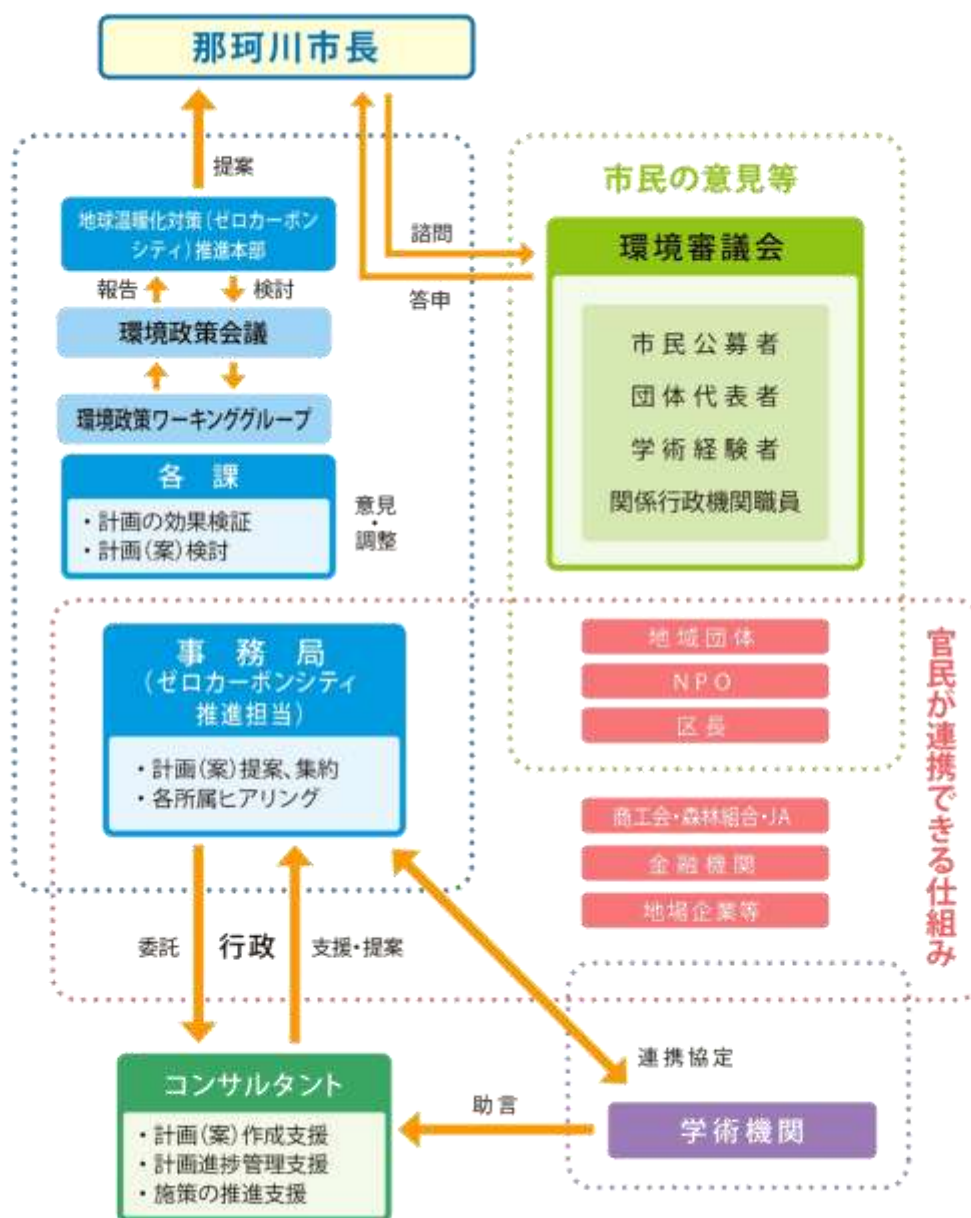 那珂川市長
提案
地球温暖化対策(ゼロカーボン
シティ)推進本部
報告
検討
環境政策会議
環境政策ワーキンググループ
各課
・計画の効果検証
・計画(案)検討
意見
・
調整
諮問
答申
市民の意見等
環境審議会
市民公募者
団体代表者
学術経験者
関係行政機関職員
事務局
(ゼロカーボンシティ
推進担当)
・計画(案)提案、集約
・各所属ヒアリング
地域団体
NPO
区長
商工会・森林組合・JA
金融機関
地場企業等
官民が連携できる仕組み
委託
行政
支援・提案
連携協定
コンサルタント
・計画(案)作成支援
・計画進捗管理支援
・施策の推進支援
助言
学術機関